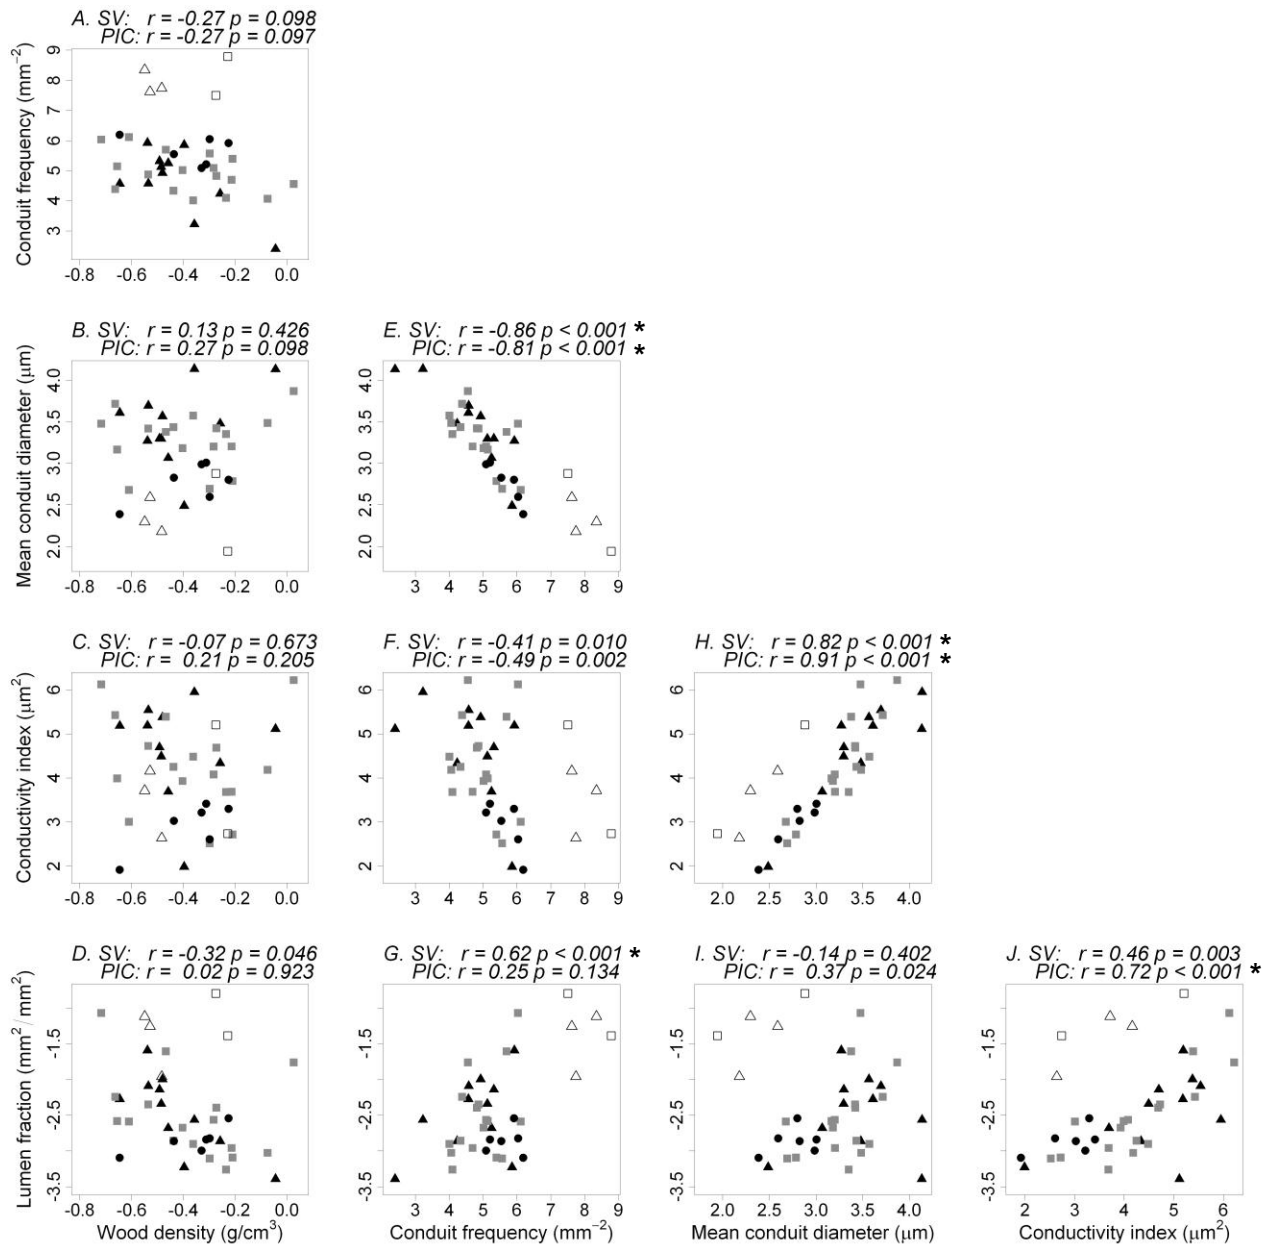 A. SV: r = -0.27 p = 0.098
PIC: r = -0.27 p = 0.097
Conduit frequency (mm⁻²)
9
8
7
6
5
4
3
-0.8 -0.6 -0.4 -0.2 0.0
B. SV: r = 0.13 p = 0.426
PIC: r = 0.27 p = 0.098
E. SV: r = -0.86 p < 0.001 *
PIC: r = -0.81 p < 0.001 *
Mean conduit diameter (μm)
4.0
3.5
3.0
2.5
2.0
-0.8 -0.6 -0.4 -0.2 0.0
3 4 5 6 7 8 9
C. SV: r = -0.07 p = 0.673
PIC: r = 0.21 p = 0.205
F. SV: r = -0.41 p = 0.010
PIC: r = -0.49 p = 0.002
H. SV: r = 0.82 p < 0.001 *
PIC: r = 0.91 p < 0.001 *
Conductivity index (μm²)
6
5
4
3
2
-0.8 -0.6 -0.4 -0.2 0.0
3 4 5 6 7 8 9
2.0 2.5 3.0 3.5 4.0
D. SV: r = -0.32 p = 0.046
PIC: r = 0.02 p = 0.923
G. SV: r = 0.62 p < 0.001 *
PIC: r = 0.25 p = 0.134
I. SV: r = -0.14 p = 0.402
PIC: r = 0.37 p = 0.024
J. SV: r = 0.46 p = 0.003
PIC: r = 0.72 p < 0.001 *
Lumen fraction (mm²/mm²)
-1.5
-2.5
-3.5
-0.8 -0.6 -0.4 -0.2 0.0
3 4 5 6 7 8 9
2.0 2.5 3.0 3.5 4.0
2 3 4 5 6
Wood density (g/cm³)
Conduit frequency (mm⁻²)
Mean conduit diameter (μm)
Conductivity index (μm²)